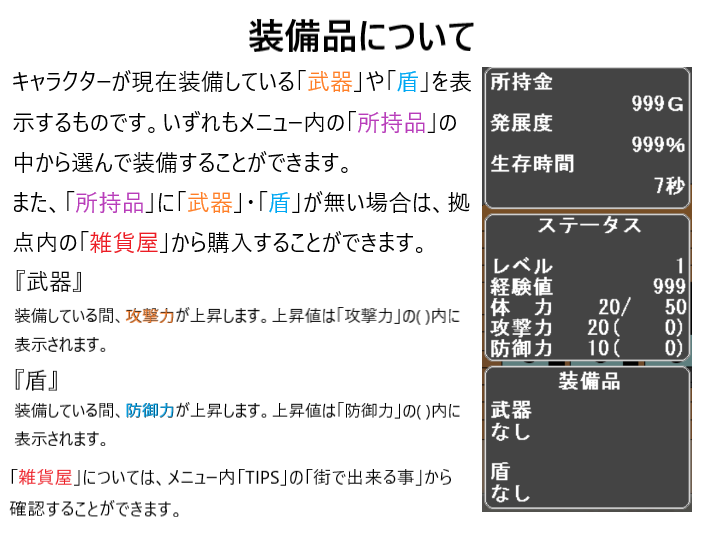 装備品について
キャラクターが現在装備している「武器」や「盾」を表
示するものです。いずれもメニュー内の「所持品」の
中から選んで装備することができます。
また、「所持品」に「武器」・「盾」が無い場合は、拠
点内の「雑貨屋」から購入することができます。
『武器』
装備している間、攻撃力が上昇します。上昇値は「攻撃力」の( )内に
表示されます。
『盾』
装備している間、防御力が上昇します。上昇値は「防御力」の( )内に
表示されます。
「雑貨屋」については、メニュー内「TIPS」の「街で出来る事」から
確認することができます。
所持金
999G
発展度
999%
生存時間
7秒
ステータス
レベル 1
経験値 999
体 力 20/ 50
攻撃力 20( 0)
防御力 10( 0)
装備品
武器
なし
盾
なし